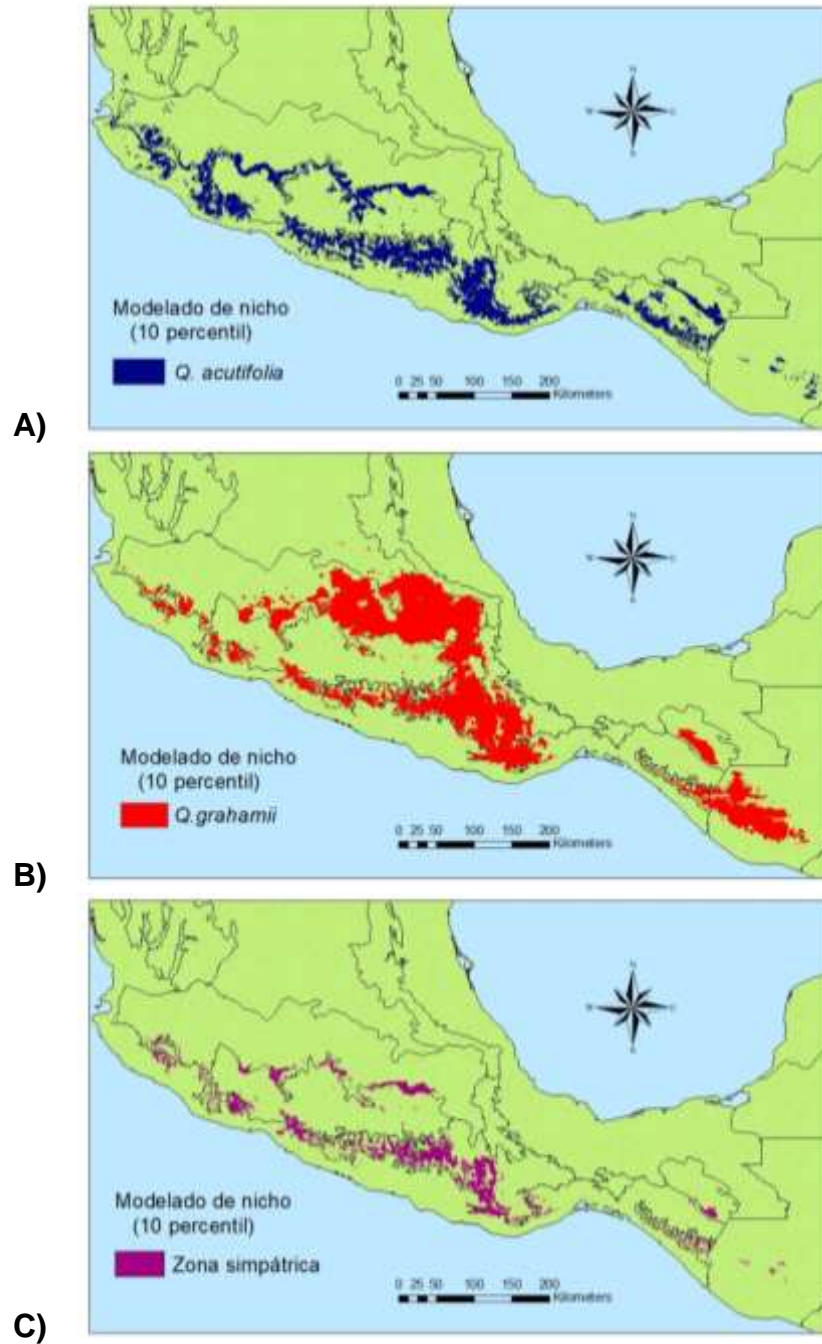 Modelado de nicho
(10 percentil)
Q. acutifolia
0 25 50 100 150 200
Kilometers
A)
Modelado de nicho
(10 percentil)
Q.grahamii
0 25 50 100 150 200
Kilometers
B)
Modelado de nicho
(10 percentil)
Zona simpátrica
0 25 50 100 150 200
Kilometers
C)